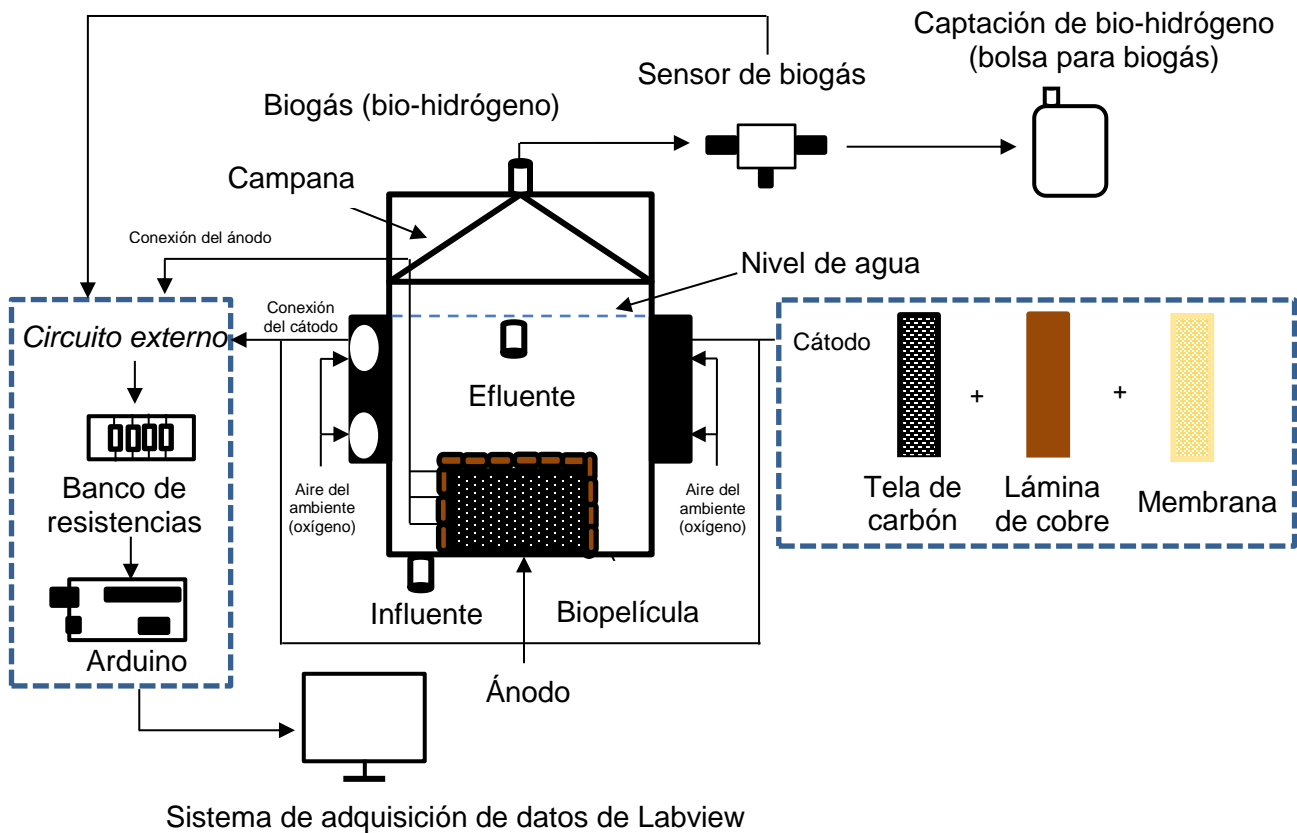 Captación de bio-hidrógeno
(bolsa para biogás)
Sensor de biogás
Biogás (bio-hidrógeno)
Campana
Conexión del ánodo
Nivel de agua
Conexión
del cátodo
Circuito externo
Cátodo
Efluente
+
+
Banco de
resistencias
Aire del
ambiente
(oxígeno)
Aire del
ambiente
(oxígeno)
Tela de
carbón
Lámina
de cobre
Membrana
Influente
Biopelícula
Arduino
Ánodo
Sistema de adquisición de datos de Labview